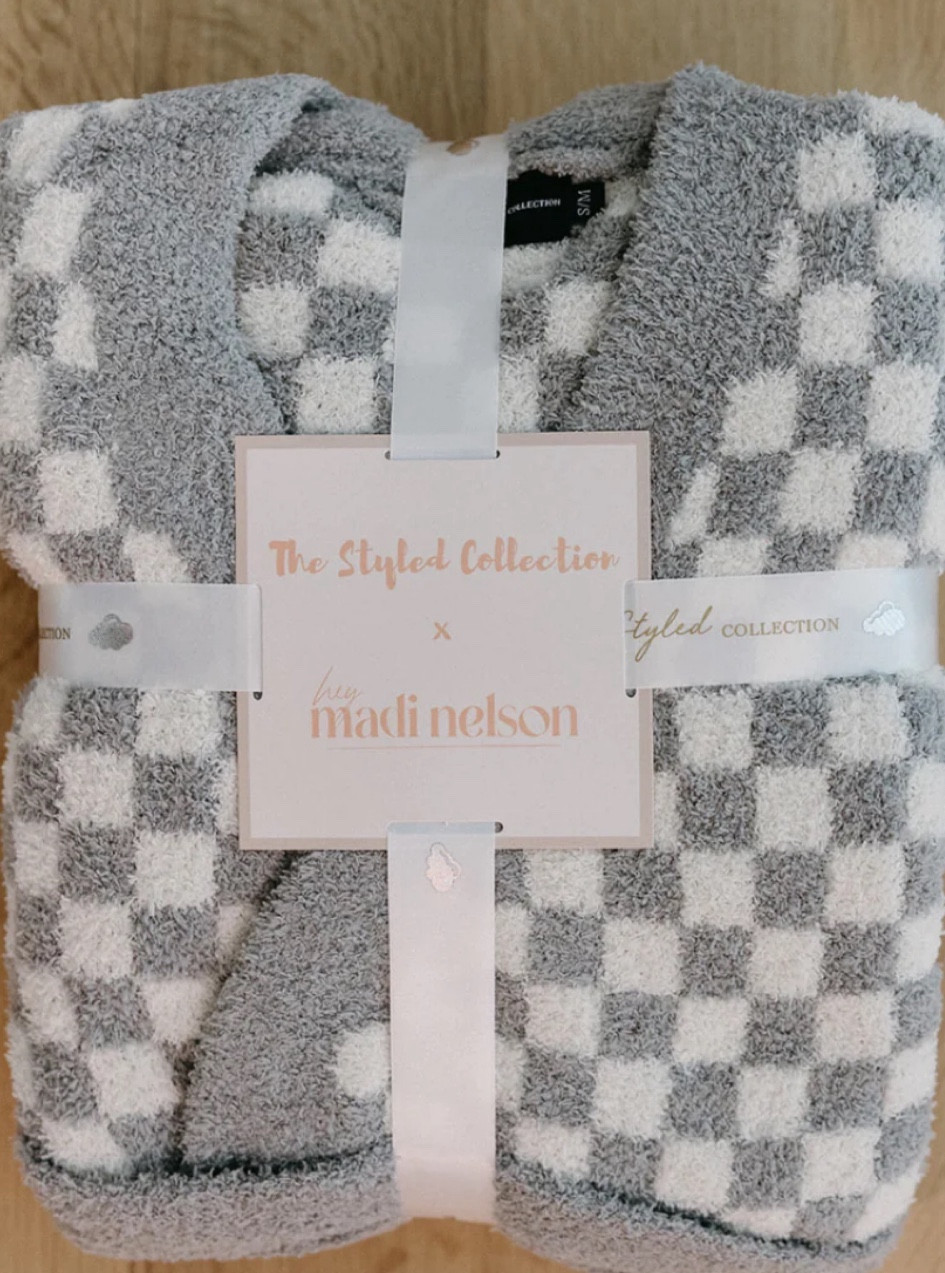 COLLECTION
S/M
The Styled Collection
x
hey
madi nelson
Styled COLLECTION